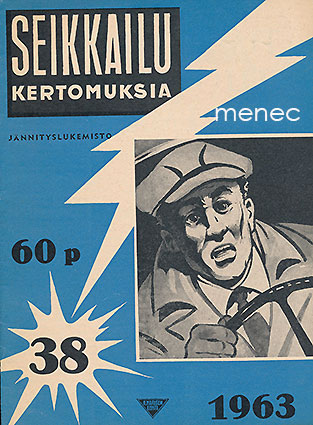 SEIKKAILU
KERTOMUKSIA
menec
JÄNNITYSLUKEMISTO
60 p
38
1963